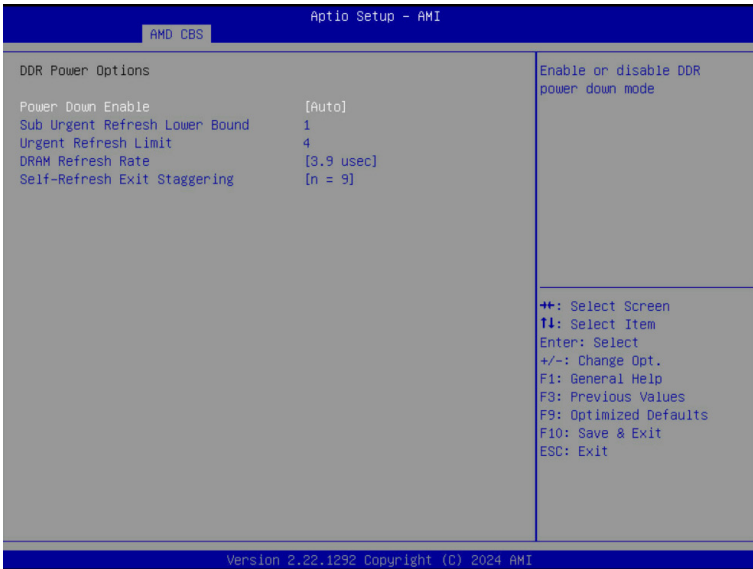 Aptio Setup - AMI
AMD CBS
DDR Power Options
Power Down Enable [Auto]
Sub Urgent Refresh Lower Bound 1
Urgent Refresh Limit 4
DRAM Refresh Rate [3.9 usec]
Self-Refresh Exit Staggering [n = 9]
Enable or disable DDR
power down mode
→←: Select Screen
↑↓: Select Item
Enter: Select
+/-: Change Opt.
F1: General Help
F3: Previous Values
F9: Optimized Defaults
F10: Save & Exit
ESC: Exit
Version 2.22.1292 Copyright (C) 2024 AMI